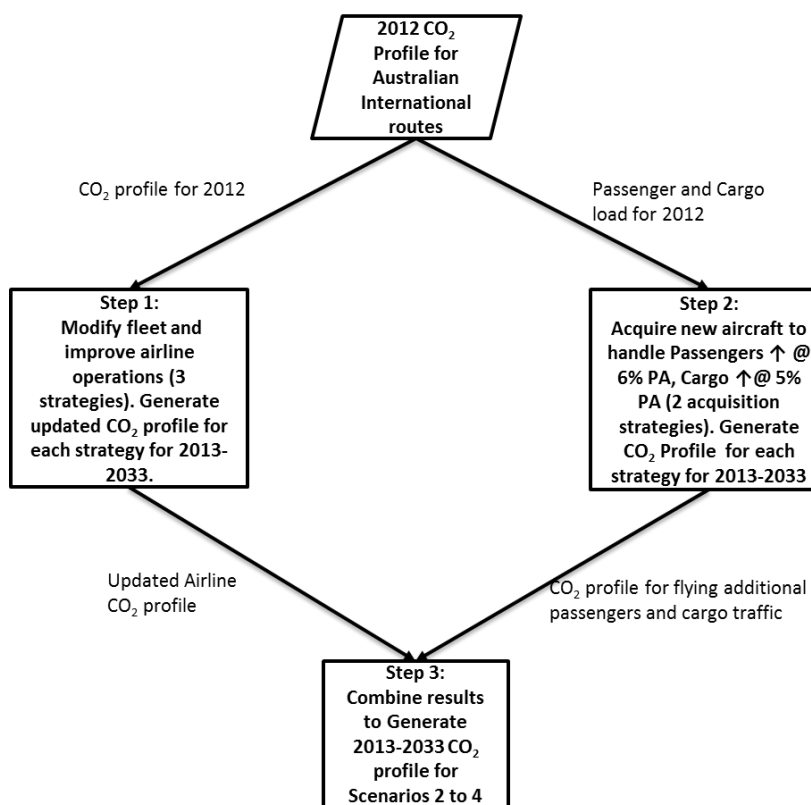 2012 CO₂
Profile for
Australian
International
routes
CO₂ profile for 2012
Passenger and Cargo
load for 2012
Step 1:
Modify fleet and
improve airline
operations (3
strategies). Generate
updated CO₂ profile for
each strategy for 2013-
2033.
Step 2:
Acquire new aircraft to
handle Passengers ↑ @
6% PA, Cargo ↑@ 5%
PA (2 acquisition
strategies). Generate
CO₂ Profile for each
strategy for 2013-2033
Updated Airline
CO₂ profile
CO₂ profile for flying additional
passengers and cargo traffic
Step 3:
Combine results
to Generate
2013-2033 CO₂
profile for
Scenarios 2 to 4